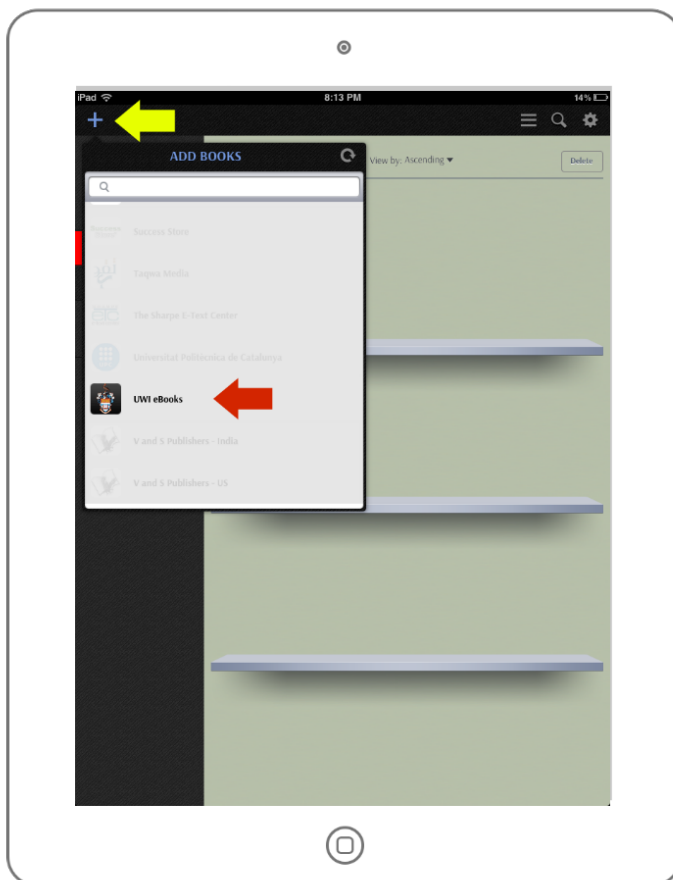 iPad 8:13 PM 14%
ADD BOOKS
View by: Ascending
Delete
Success Store
Taqwa Media
The Sharpe E-Text Center
Universitat Politècnica de Catalunya
UWI eBooks
V and S Publishers - India
V and S Publishers - US